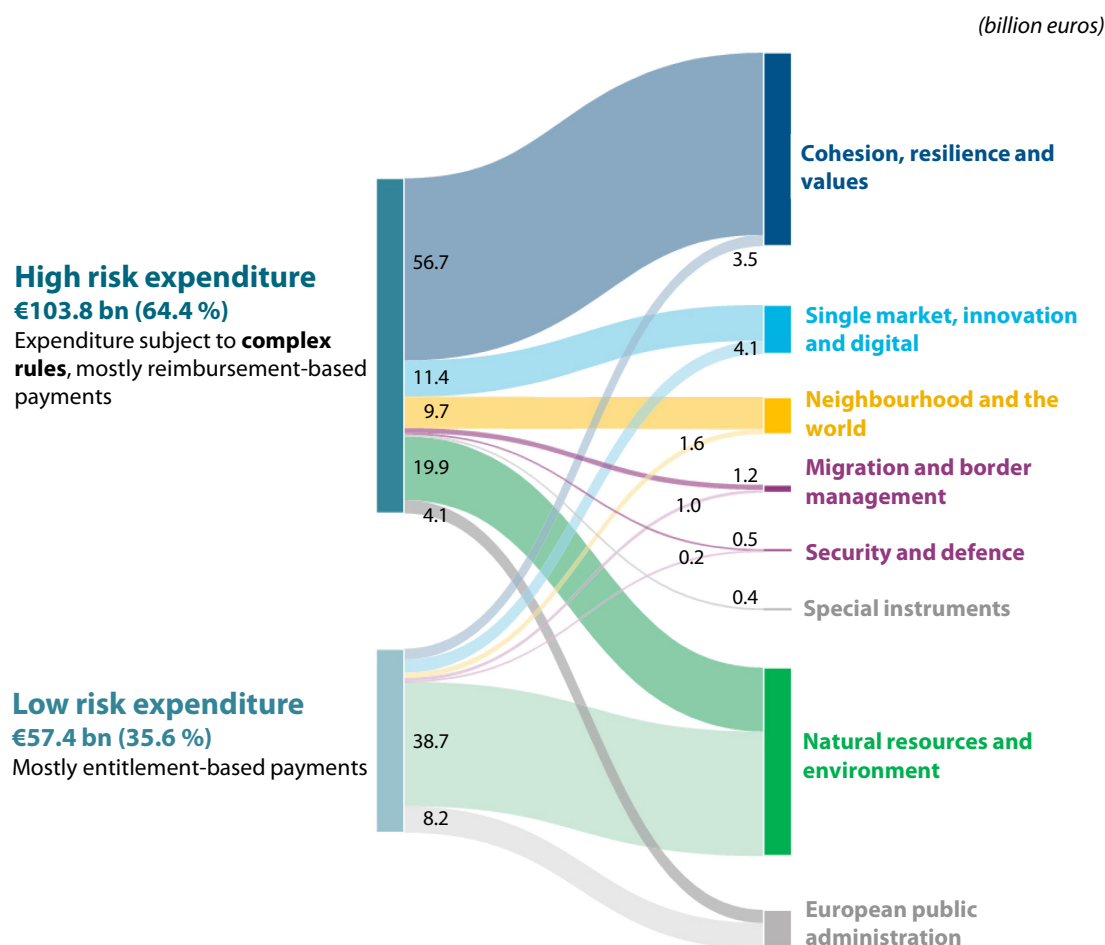 (billion euros)
High risk expenditure
€103.8 bn (64.4 %)
Expenditure subject to complex
rules, mostly reimbursement-based
payments
56.7
11.4
9.7
19.9
4.1
Low risk expenditure
€57.4 bn (35.6 %)
Mostly entitlement-based payments
38.7
8.2
Cohesion, resilience and
values
3.5
Single market, innovation
and digital
4.1
Neighbourhood and the
world
1.6
Migration and border
management
1.2
1.0
Security and defence
0.5
0.2
Special instruments
0.4
Natural resources and
environment
European public
administration